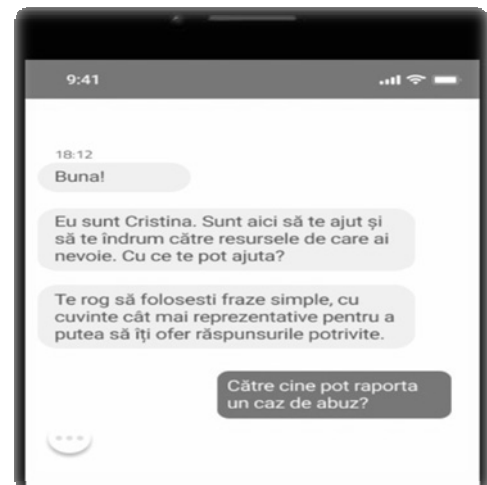 9:41
18:12
Buna!
Eu sunt Cristina. Sunt aici să te ajut și
să te îndrum către resursele de care ai
nevoie. Cu ce te pot ajuta?
Te rog să folosesti fraze simple, cu
cuvinte cât mai reprezentative pentru a
putea să îți ofer răspunsurile potrivite.
Către cine pot raporta
un caz de abuz?